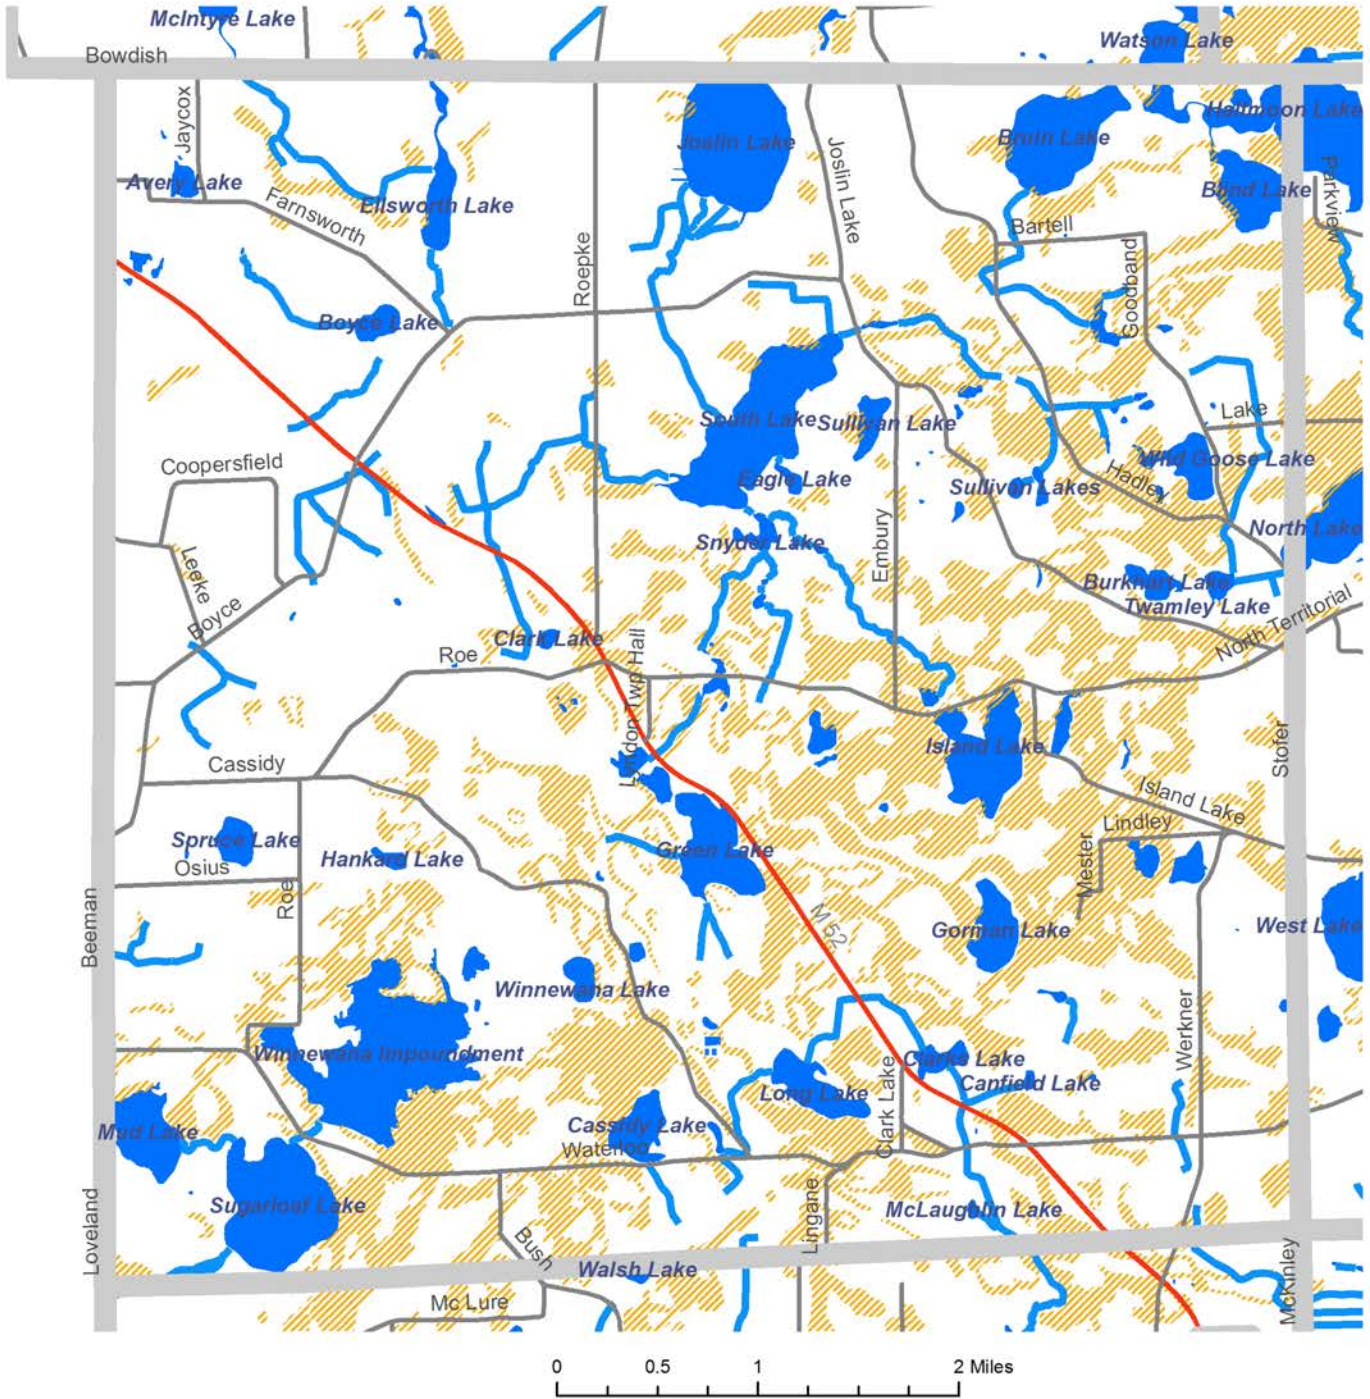 McIntyre Lake
Watson Lake
Bowdish
Halfmoon Lake
Jaycox
Joslin Lake
Bruin Lake
Avery Lake
Blind Lake
Parkview
Ellsworth Lake
Joslin Lake
Farnsworth
Bartell
Roepke
Goodband
Boyce Lake
South Lake
Sullivan Lake
Lake
Coopersfield
Wild Goose Lake
Eagle Lake
Sullivan Lakes
Hadley
North Lake
Snyder Lake
Embury
Leeke
Burkhart Lake
Twamley Lake
Boyce
North Territorial
Clark Lake
Roe
Lyndon Twp Hall
Island Lake
Stofer
Cassidy
Island Lake
Lindley
Spruce Lake
Hankard Lake
Green Lake
Mester
Osius
Roe
Beeman
M 52
Gorman Lake
West Lake
Winnewana Lake
Werkner
Winnewana Impoundment
Clarks Lake
Canfield Lake
Long Lake
Clark Lake
Mud Lake
Cassidy Lake
Waterloo
Sugarloaf Lake
McLaughlin Lake
Loveland
Lingane
Bush
Walsh Lake
McKinley
Mc Lure
0 0.5 1 2 Miles